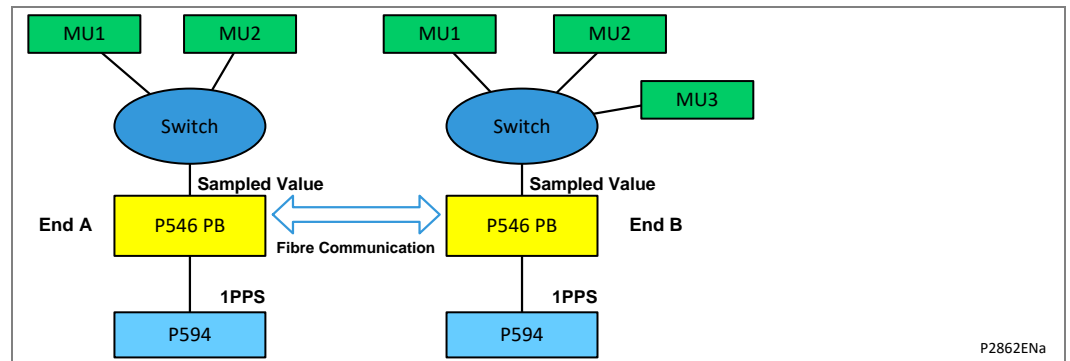 MU1
MU2
MU1
MU2
MU3
Switch
Switch
Sampled Value
Sampled Value
End A
P546 PB
Fibre Communication
P546 PB
End B
1PPS
1PPS
P594
P594
P2862ENa